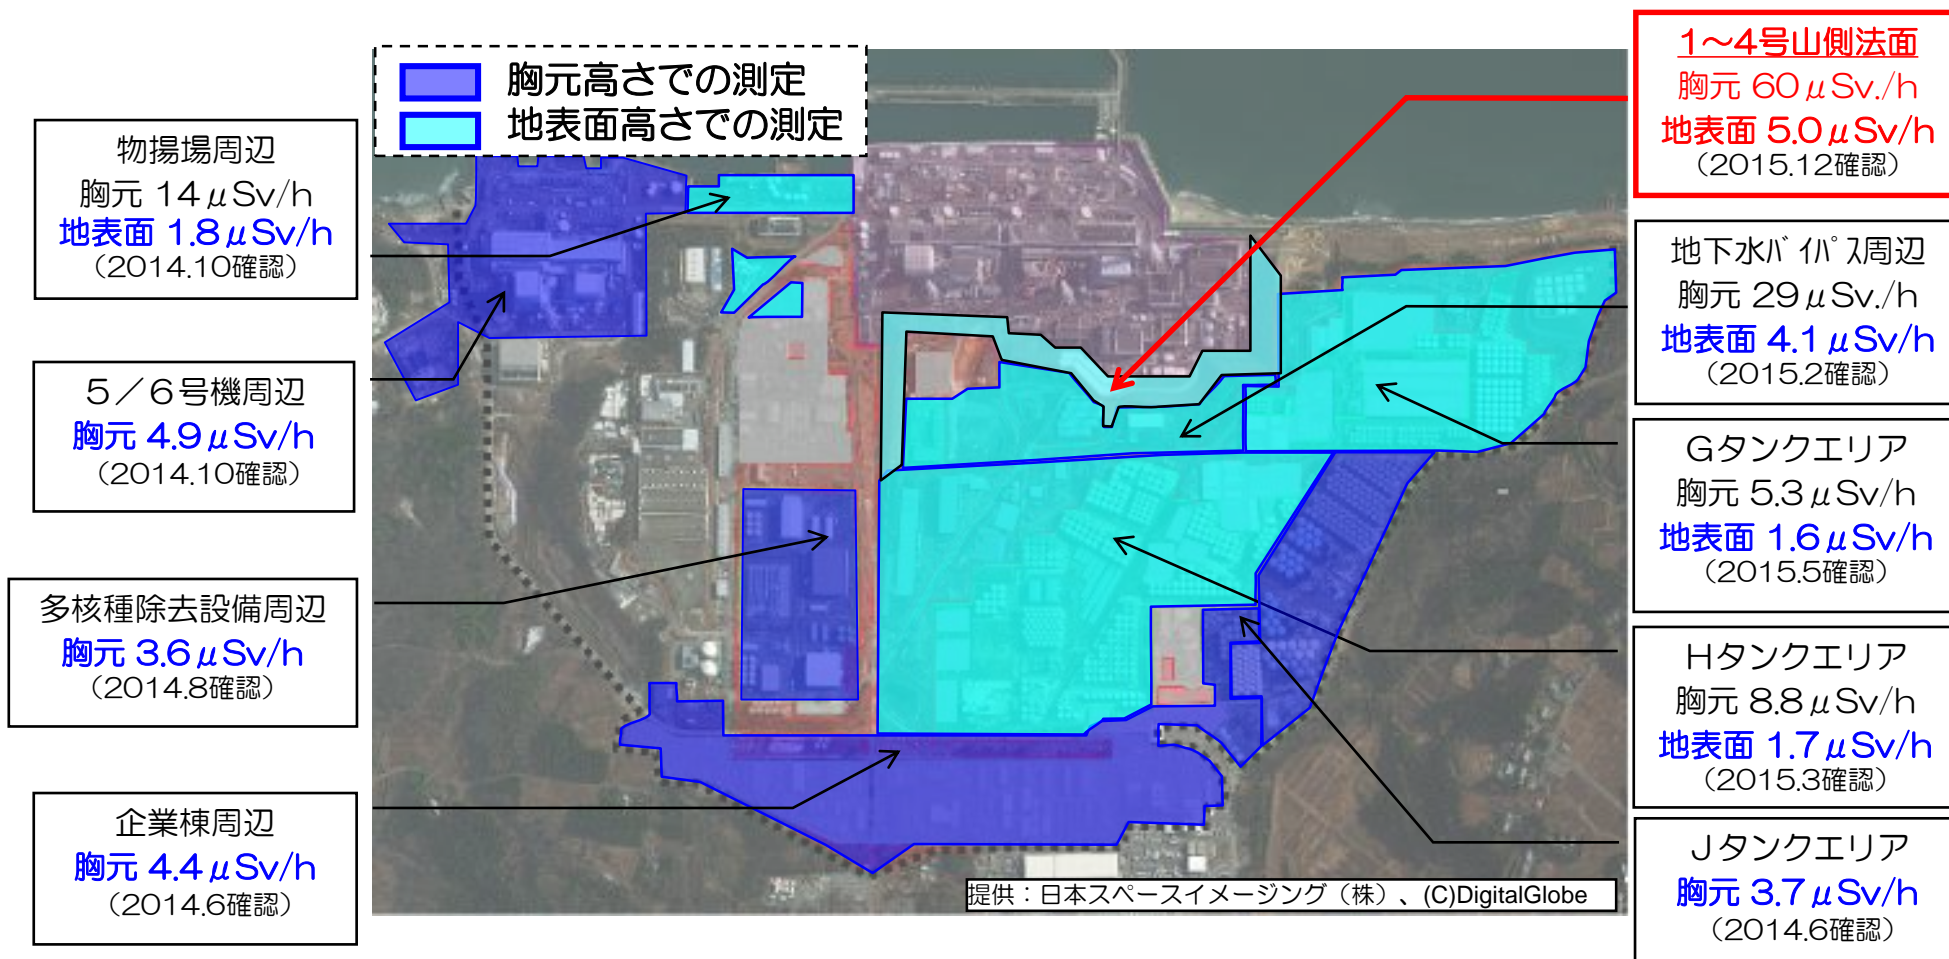 胸元高さでの測定
地表面高さでの測定
物揚場周辺
胸元 14μSv/h
地表面 1.8μSv/h
（2014.10確認）
5／6号機周辺
胸元 4.9μSv/h
（2014.10確認）
多核種除去設備周辺
胸元 3.6μSv/h
（2014.8確認）
企業棟周辺
胸元 4.4μSv/h
（2014.6確認）
1～4号山側法面
胸元 60μSv./h
地表面 5.0μSv/h
（2015.12確認）
地下水ﾊﾞｲﾊﾟｽ周辺
胸元 29μSv./h
地表面 4.1μSv/h
（2015.2確認）
Gタンクエリア
胸元 5.3μSv/h
地表面 1.6μSv/h
（2015.5確認）
Hタンクエリア
胸元 8.8μSv/h
地表面 1.7μSv/h
（2015.3確認）
Jタンクエリア
胸元 3.7μSv/h
（2014.6確認）
提供：日本スペースイメージング（株）、(C)DigitalGlobe